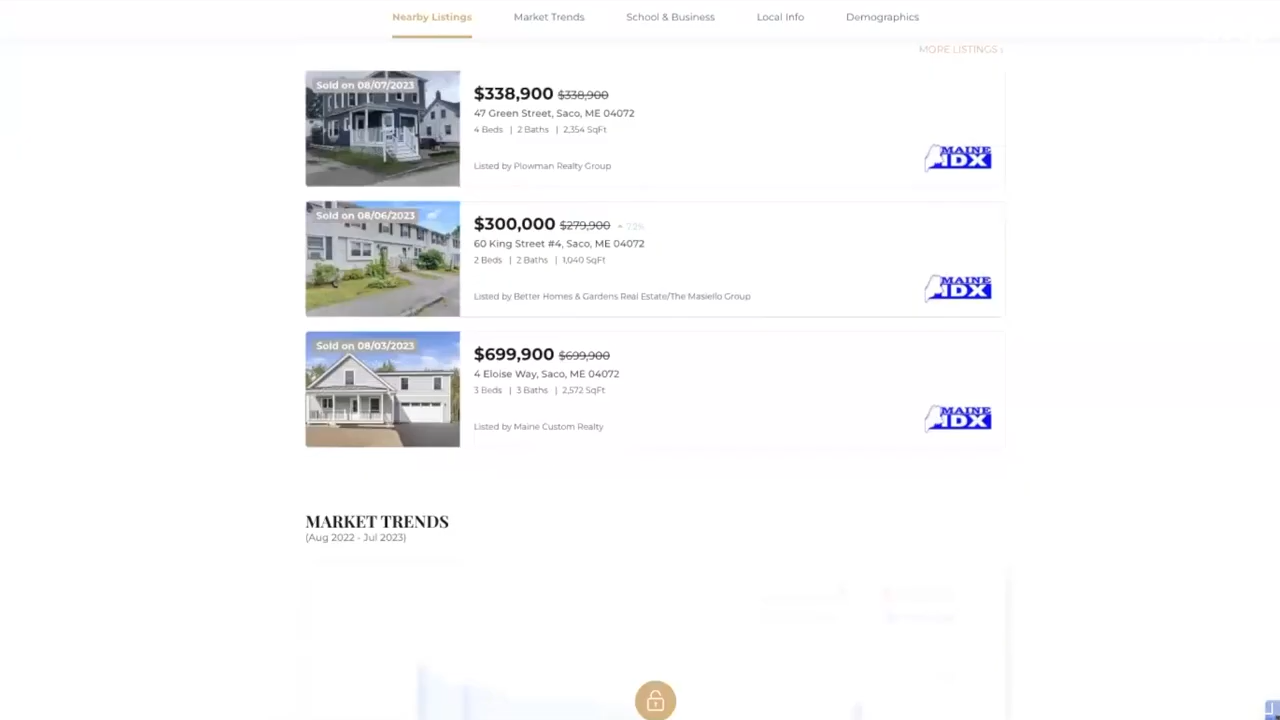 Nearby Listings Market Trends School & Business Local Info Demographics
MORE LISTINGS
Sold on 08/07/2023
$338,900 $338,900
47 Green Street, Saco, ME 04072
4 Beds | 2 Baths | 2,354 SqFt
Listed by Plowman Realty Group
MAINE
IDX
Sold on 08/06/2023
$300,000 $279,900 7.2%
60 King Street #4, Saco, ME 04072
2 Beds | 2 Baths | 1,040 SqFt
Listed by Better Homes & Gardens Real Estate/The Masiello Group
MAINE
IDX
Sold on 08/03/2023
$699,900 $699,900
4 Eloise Way, Saco, ME 04072
3 Beds | 3 Baths | 2,572 SqFt
Listed by Maine Custom Realty
MAINE
IDX
MARKET TRENDS
(Aug 2022 - Jul 2023)